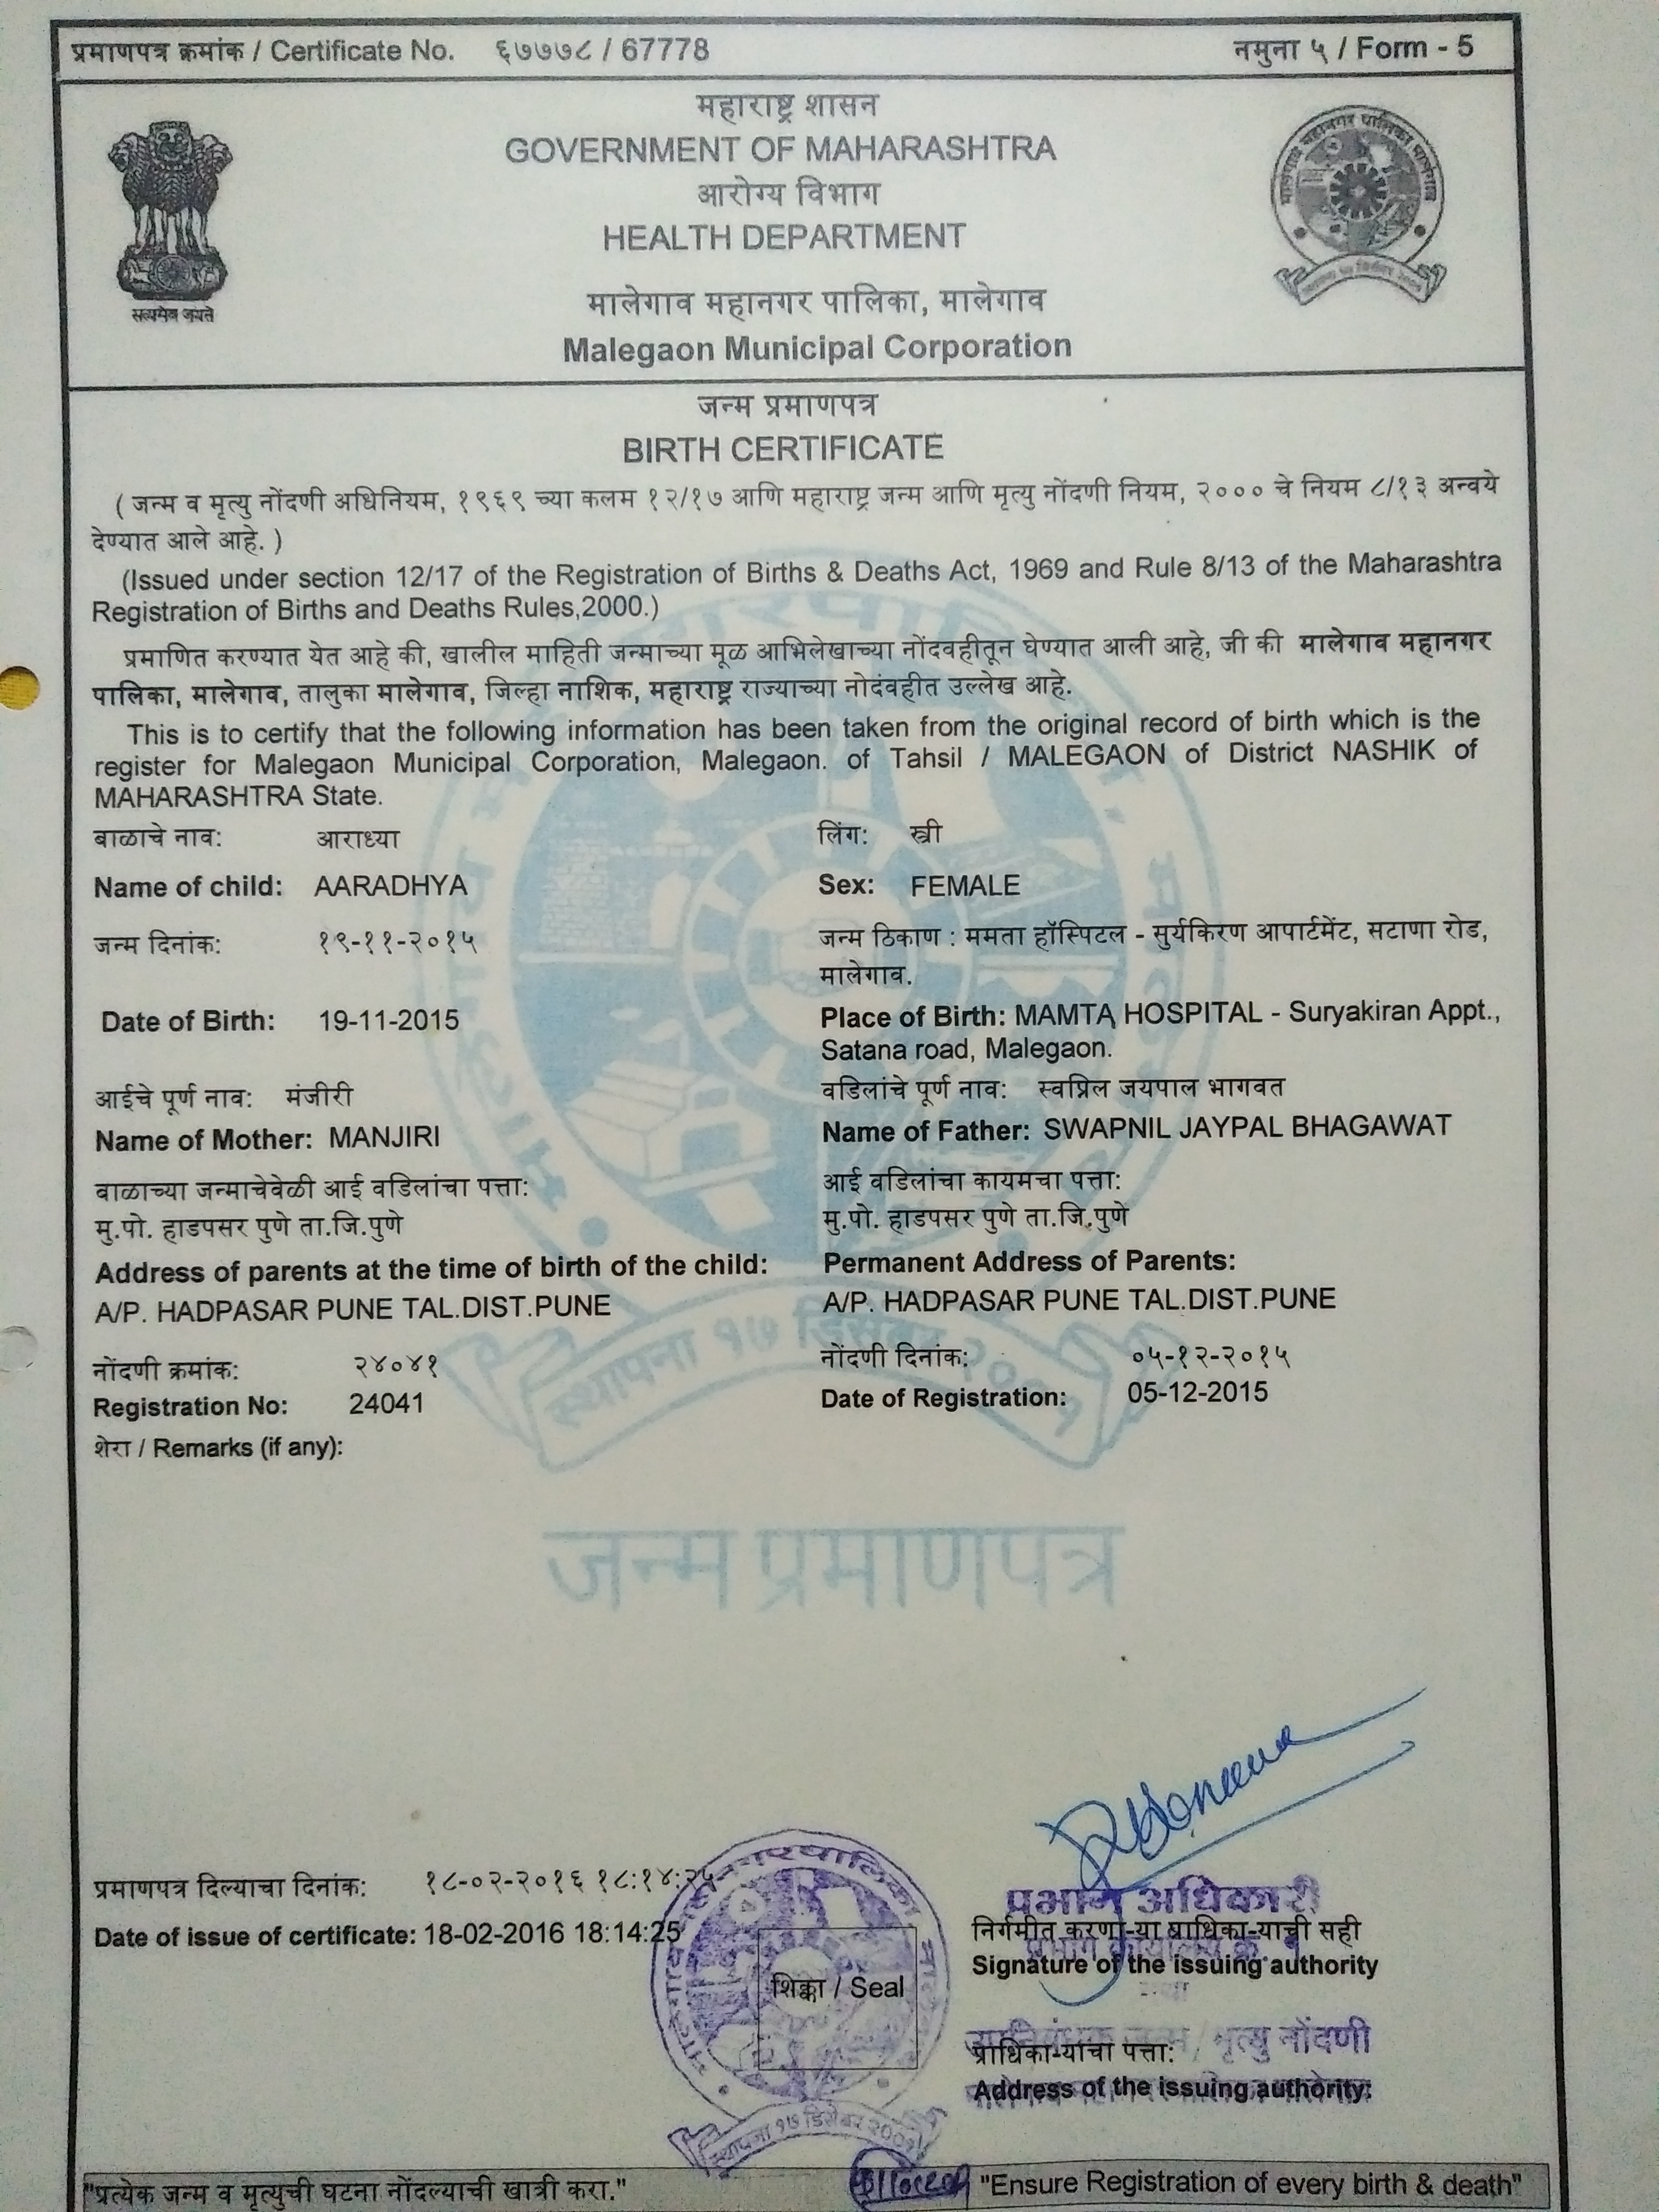 प्रमाणपत्र क्रमांक / Certificate No. ६७७७८ / 67778 नमुना ५ / Form - 5
महाराष्ट्र शासन
GOVERNMENT OF MAHARASHTRA
आरोग्य विभाग
HEALTH DEPARTMENT
मालेगाव महानगर पालिका, मालेगाव
Malegaon Municipal Corporation
सत्यमेव जयते
जन्म प्रमाणपत्र
BIRTH CERTIFICATE
( जन्म व मृत्यु नोंदणी अधिनियम, १९६९ च्या कलम १२/१७ आणि महाराष्ट्र जन्म आणि मृत्यु नोंदणी नियम, २००० चे नियम ८/१३ अन्वये
देण्यात आले आहे. )
(Issued under section 12/17 of the Registration of Births & Deaths Act, 1969 and Rule 8/13 of the Maharashtra
Registration of Births and Deaths Rules,2000.)
प्रमाणित करण्यात येत आहे की, खालील माहिती जन्माच्या मूळ आभिलेखाच्या नोंदवहीतून घेण्यात आली आहे, जी की मालेगाव महानगर
पालिका, मालेगाव, तालुका मालेगाव, जिल्हा नाशिक, महाराष्ट्र राज्याच्या नोदंवहीत उल्लेख आहे.
This is to certify that the following information has been taken from the original record of birth which is the
register for Malegaon Municipal Corporation, Malegaon. of Tahsil / MALEGAON of District NASHIK of
MAHARASHTRA State.
बाळाचे नाव: आराध्या लिंग: स्त्री
Name of child: AARADHYA Sex: FEMALE
जन्म दिनांक: १९-११-२०१५ जन्म ठिकाण : ममता हॉस्पिटल - सुर्यकिरण आपार्टमेंट, सटाणा रोड,
मालेगाव.
Date of Birth: 19-11-2015 Place of Birth: MAMTA HOSPITAL - Suryakiran Appt.,
Satana road, Malegaon.
आईचे पूर्ण नाव: मंजीरी वडिलांचे पूर्ण नाव: स्वप्निल जयपाल भागवत
Name of Mother: MANJIRI Name of Father: SWAPNIL JAYPAL BHAGAWAT
बाळाच्या जन्माचेवेळी आई वडिलांचा पत्ता: आई वडिलांचा कायमचा पत्ता:
मु.पो. हाडपसर पुणे ता.जि.पुणे मु.पो. हाडपसर पुणे ता.जि.पुणे
Address of parents at the time of birth of the child: Permanent Address of Parents:
A/P. HADPASAR PUNE TAL.DIST.PUNE A/P. HADPASAR PUNE TAL.DIST.PUNE
नोंदणी क्रमांक: २४०४१ नोंदणी दिनांक: ०५-१२-२०१५
Registration No: 24041 Date of Registration: 05-12-2015
शेरा / Remarks (if any):
जन्म प्रमाणपत्र
प्रमाणपत्र दिल्याचा दिनांक: १८-०२-२०१६ १८:१४:२५
Date of issue of certificate: 18-02-2016 18:14:25
शिक्का / Seal
प्रभाग अधिकारी
निर्गमीत करणा-या प्राधिका-याची सही
Signature of the issuing authority
मृत्यु नोंदणी
प्राधिका-याचा पत्ता:
Address of the issuing authority:
स्थापना १७ डिसेंबर २००१
"प्रत्येक जन्म व मृत्युची घटना नोंदल्याची खात्री करा." "Ensure Registration of every birth & death"